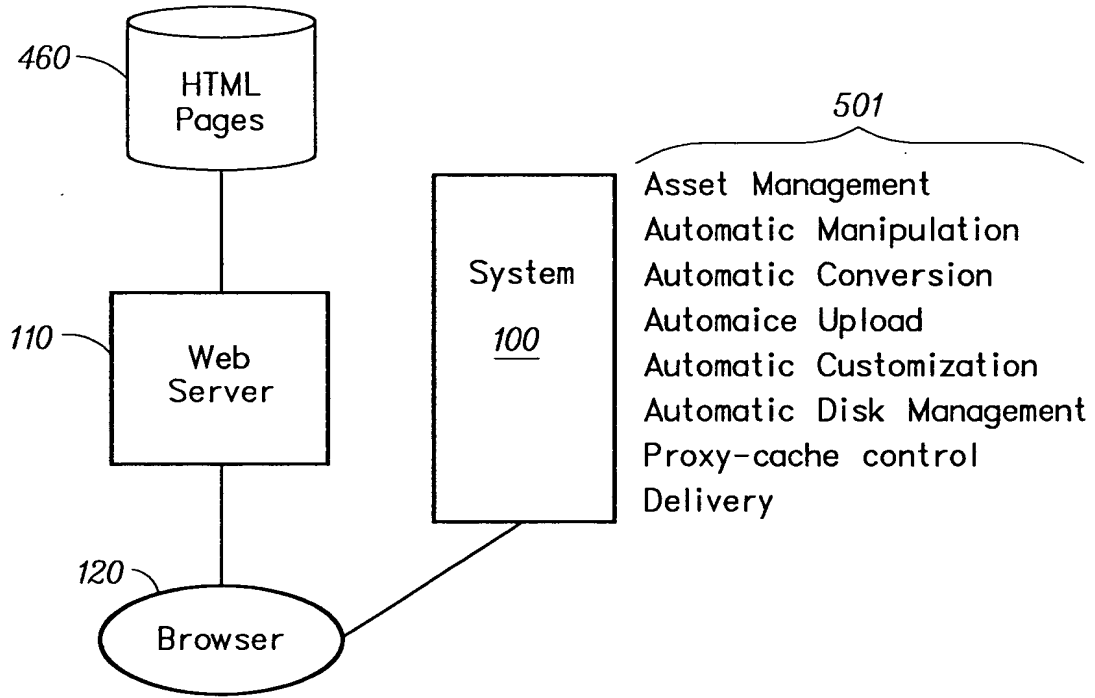 460
HTML
Pages
110
Web
Server
120
Browser
System
100
501
Asset Management
Automatic Manipulation
Automatic Conversion
Automaice Upload
Automatic Customization
Automatic Disk Management
Proxy-cache control
Delivery